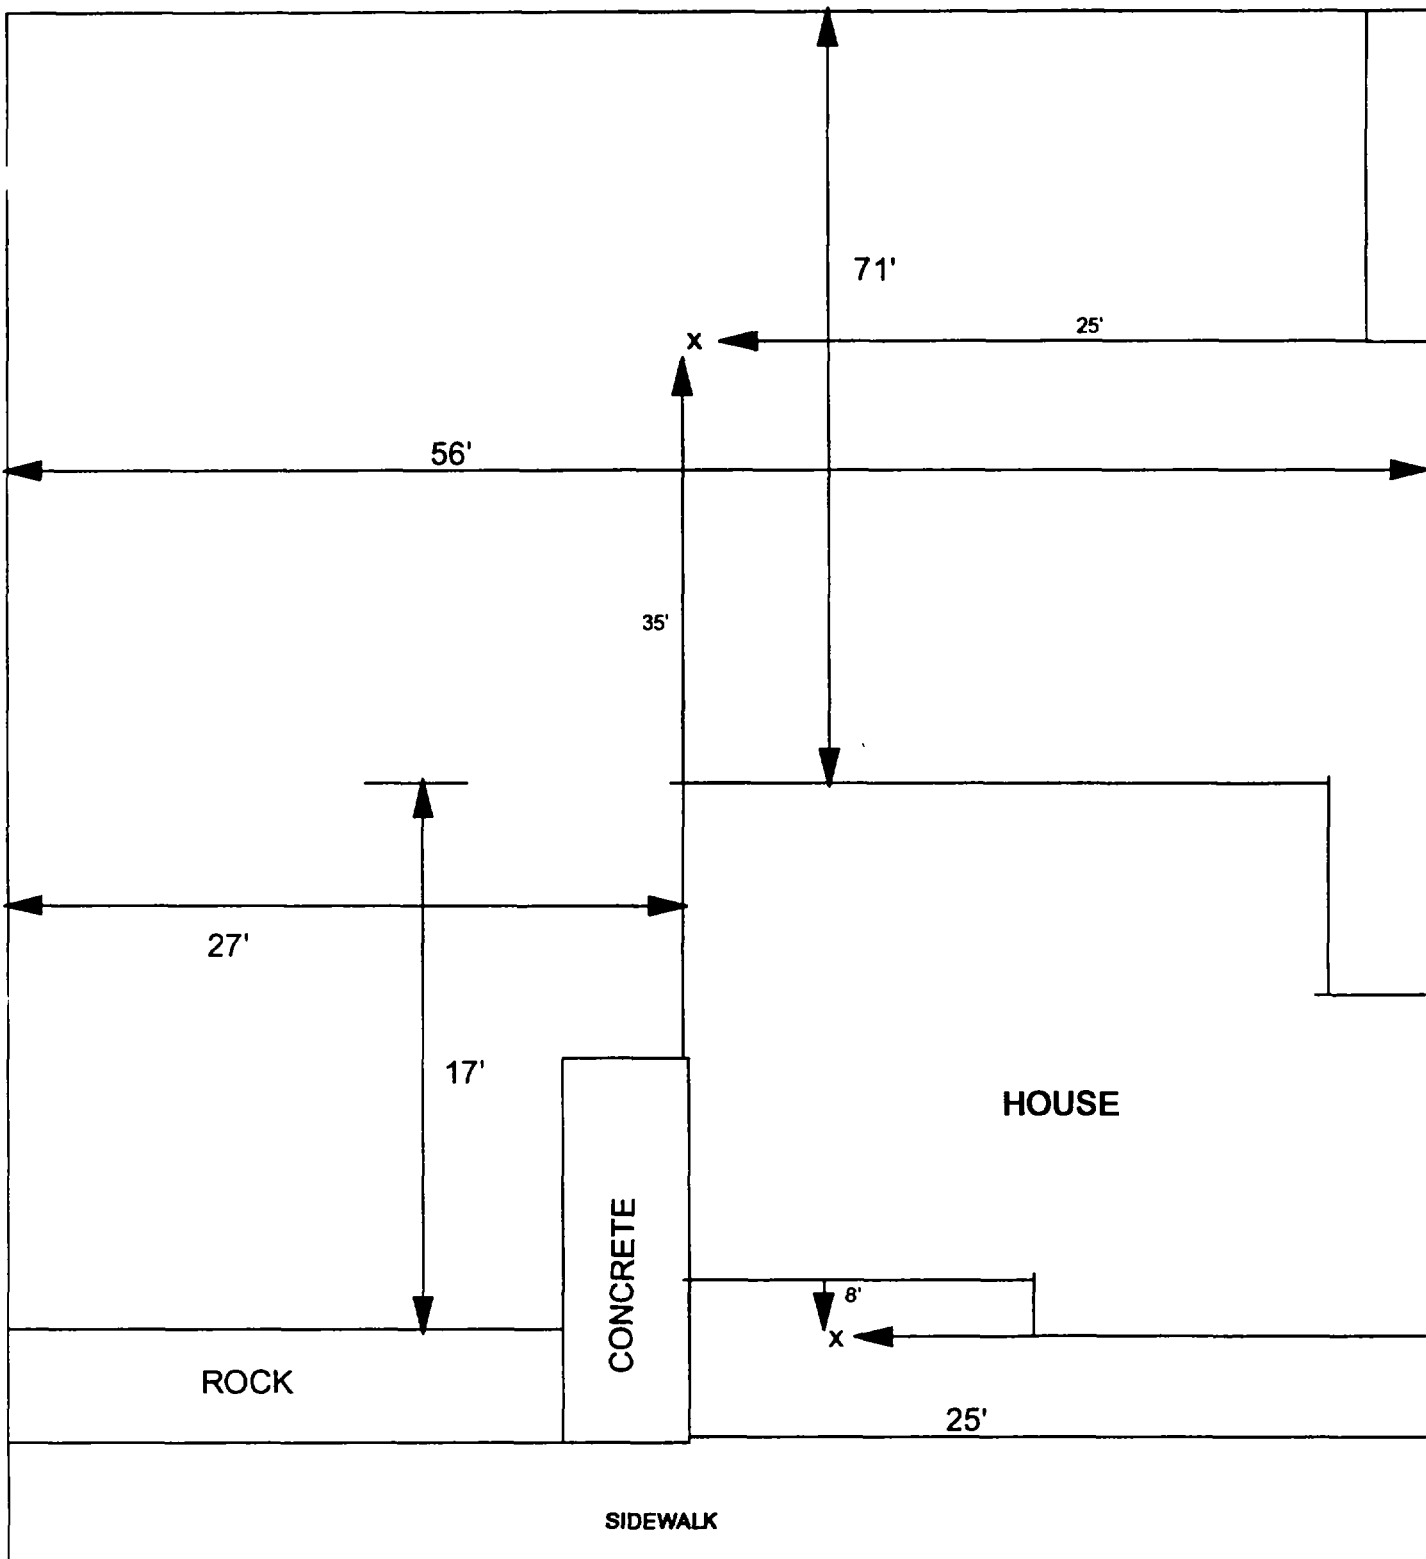 71'
25'
x
56'
35'
27'
17'
HOUSE
CONCRETE
8'
x
ROCK
25'
SIDEWALK